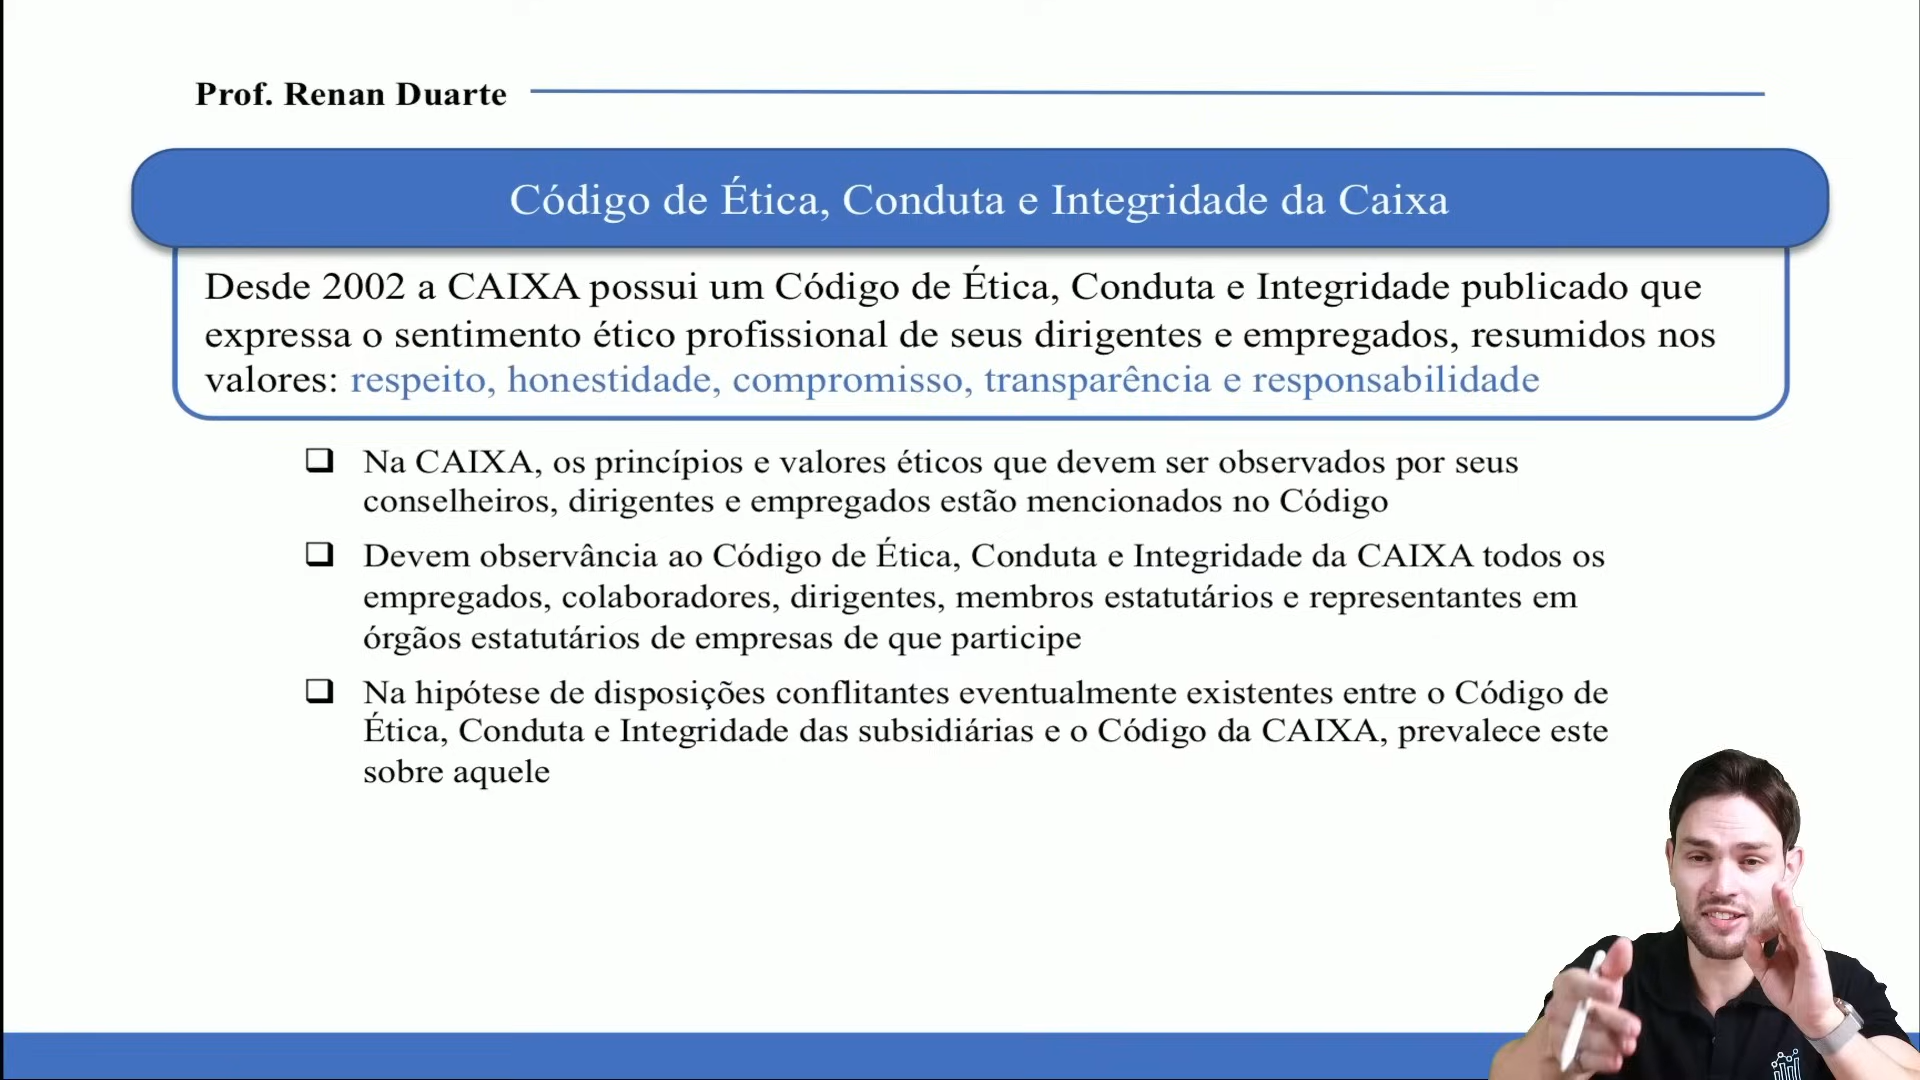 Prof. Renan Duarte
Código de Ética, Conduta e Integridade da Caixa
Desde 2002 a CAIXA possui um Código de Ética, Conduta e Integridade publicado que
expressa o sentimento ético profissional de seus dirigentes e empregados, resumidos nos
valores: respeito, honestidade, compromisso, transparência e responsabilidade
Na CAIXA, os princípios e valores éticos que devem ser observados por seus
conselheiros, dirigentes e empregados estão mencionados no Código
Devem observância ao Código de Ética, Conduta e Integridade da CAIXA todos os
empregados, colaboradores, dirigentes, membros estatutários e representantes em
órgãos estatutários de empresas de que participe
Na hipótese de disposições conflitantes eventualmente existentes entre o Código de
Ética, Conduta e Integridade das subsidiárias e o Código da CAIXA, prevalece este
sobre aquele